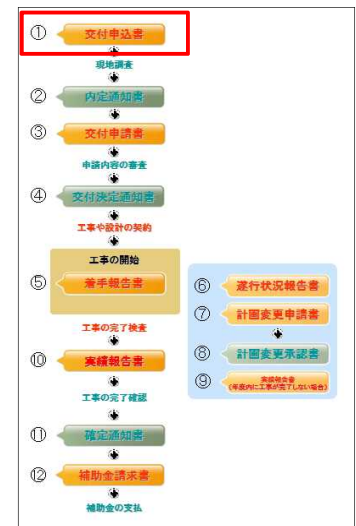 ① 交付申込書
現地調査
② 内定通知書
③ 交付申請書
申請内容の審査
④ 交付決定通知書
工事や設計の契約
工事の開始
⑤ 着手報告書
工事の完了検査
⑩ 実績報告書
工事の完了確認
⑪ 確定通知書
⑫ 補助金請求書
補助金の支払
⑥ 遂行状況報告書
⑦ 計画変更申請書
⑧ 計画変更承認書
⑨ 実績報告書
(年度内に工事が完了しない場合)